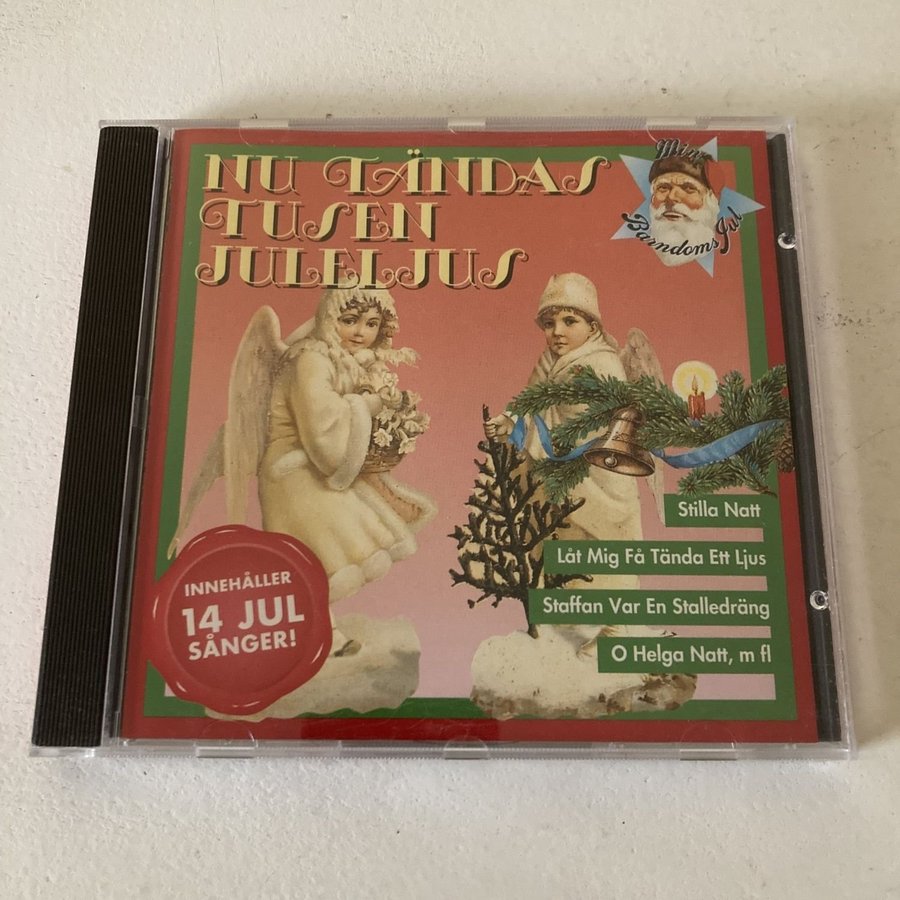 NU TÄNDAS
TUSEN
JULELJUS
Min
Barndoms Jul
Stilla Natt
Låt Mig Få Tända Ett Ljus
Staffan Var En Stalledräng
O Helga Natt, m fl
INNEHÅLLER
14 JUL
SÅNGER!